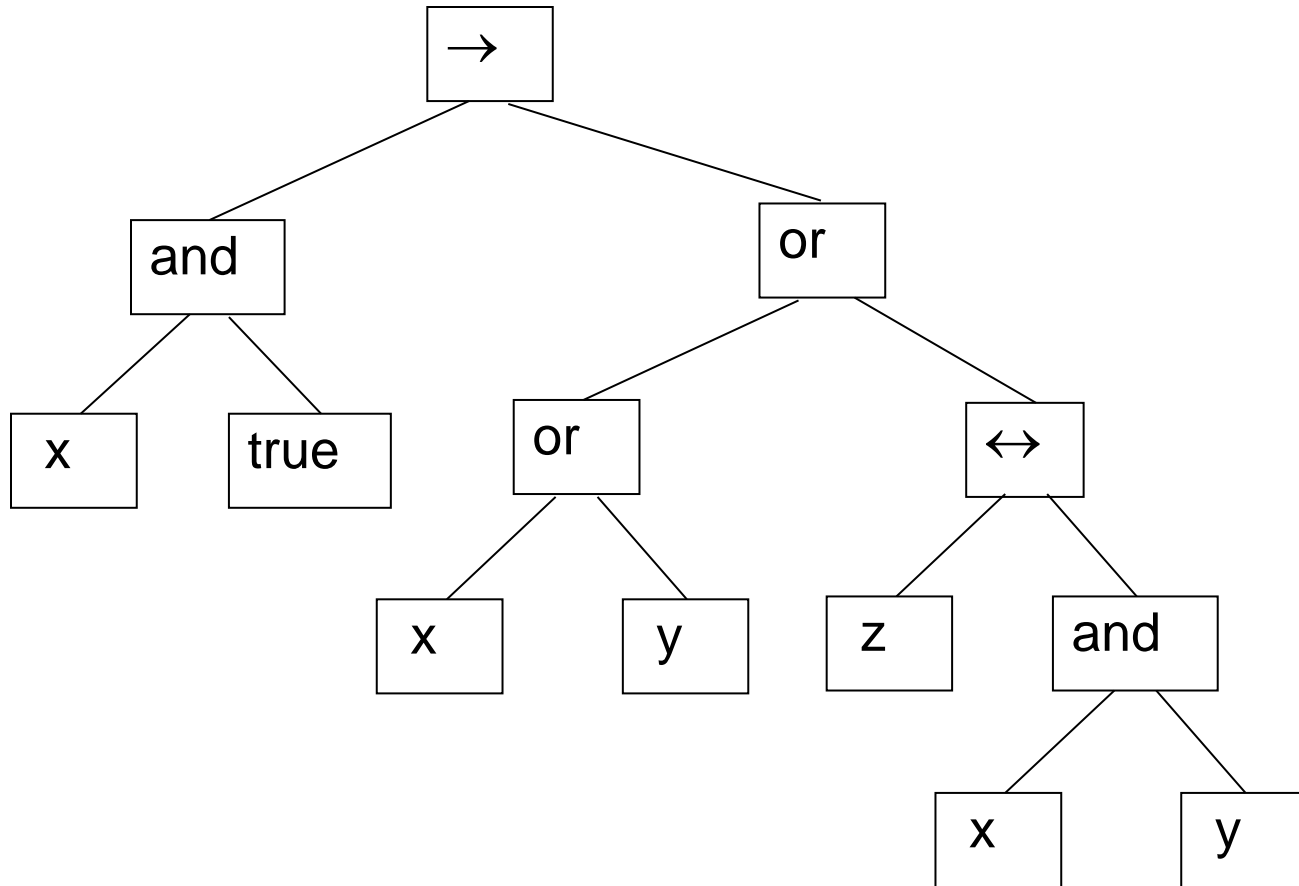 →
and
or
x
true
or
↔
x
y
z
and
x
y